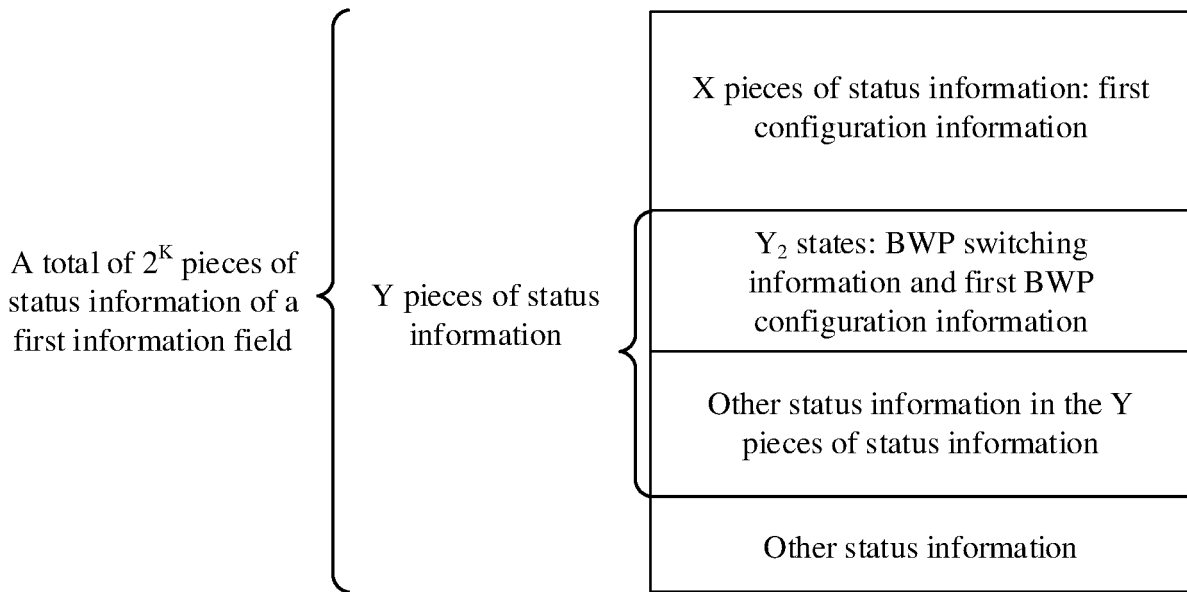 A total of 2^K pieces of
status information of a
first information field
Y pieces of status
information
X pieces of status information: first
configuration information
Y₂ states: BWP switching
information and first BWP
configuration information
Other status information in the Y
pieces of status information
Other status information